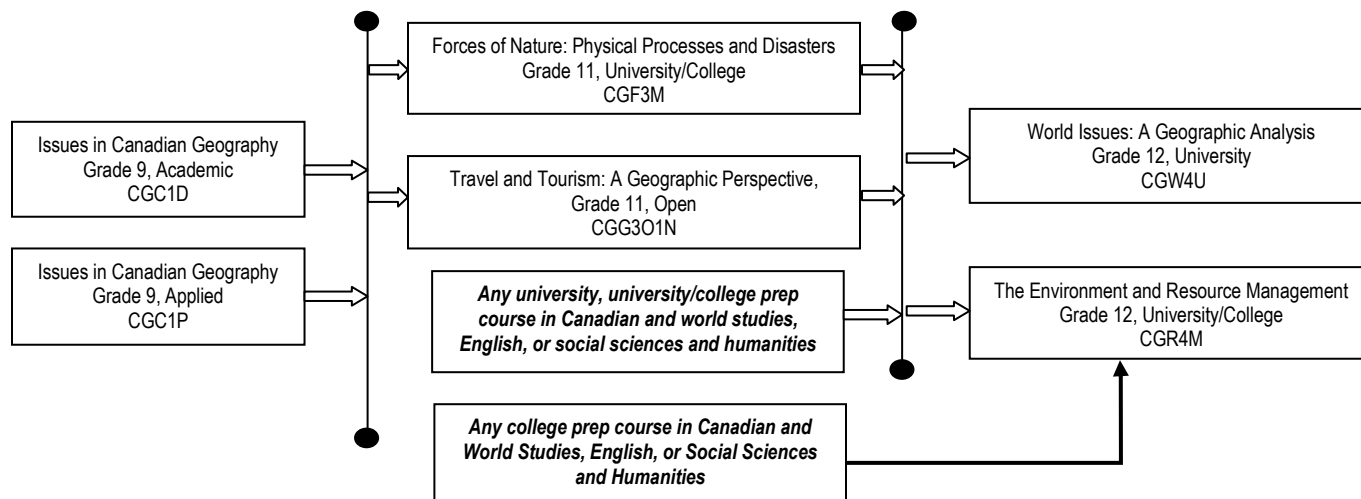 Forces of Nature: Physical Processes and Disasters
Grade 11, University/College
CGF3M
Issues in Canadian Geography
Grade 9, Academic
CGC1D
Travel and Tourism: A Geographic Perspective,
Grade 11, Open
CGG3O1N
World Issues: A Geographic Analysis
Grade 12, University
CGW4U
Issues in Canadian Geography
Grade 9, Applied
CGC1P
Any university, university/college prep
course in Canadian and world studies,
English, or social sciences and humanities
The Environment and Resource Management
Grade 12, University/College
CGR4M
Any college prep course in Canadian and
World Studies, English, or Social Sciences
and Humanities